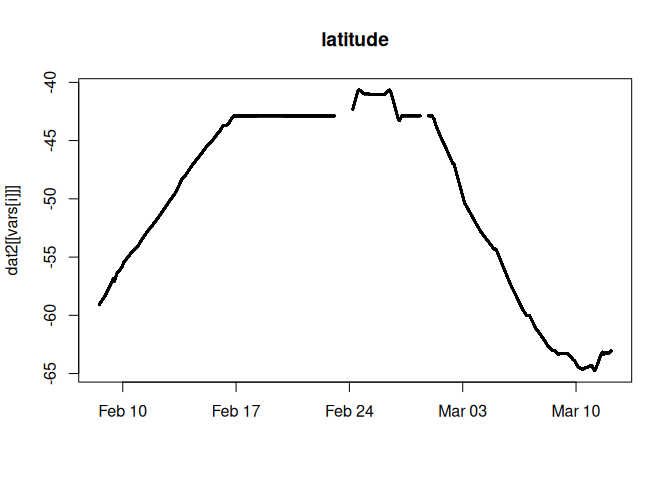 latitude
dat2[[vars[i]]]
-40
-45
-50
-55
-60
-65
Feb 10
Feb 17
Feb 24
Mar 03
Mar 10